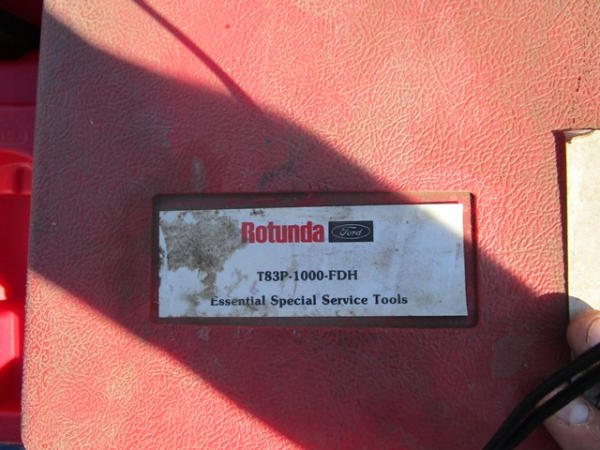 Rotunda Ford
T83P-1000-FDH
Essential Special Service Tools